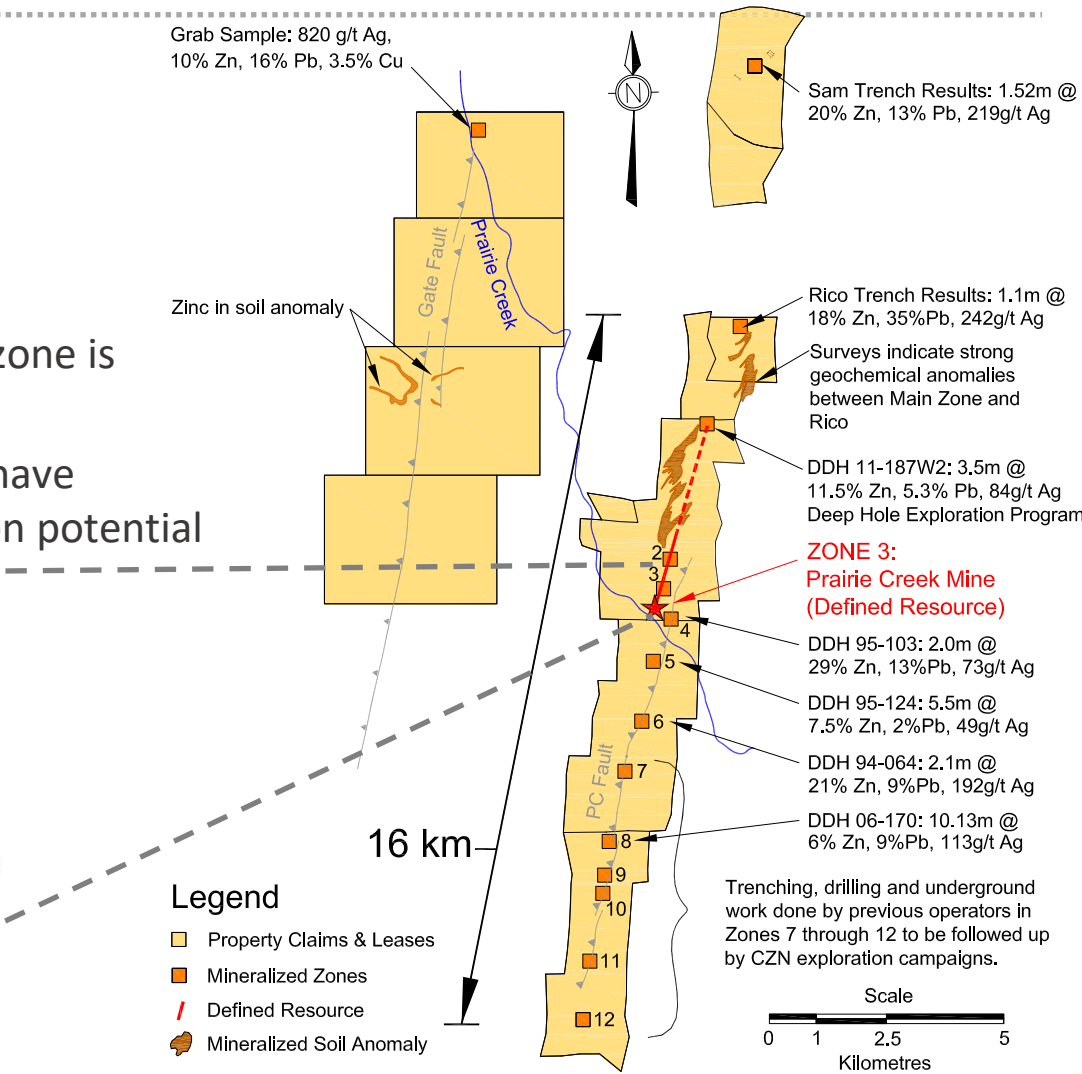 Grab Sample: 820 g/t Ag,
10% Zn, 16% Pb, 3.5% Cu
N
Sam Trench Results: 1.52m @
20% Zn, 13% Pb, 219g/t Ag
Gate Fault
Prairie Creek
Zinc in soil anomaly
zone is
have
on potential
Rico Trench Results: 1.1m @
18% Zn, 35%Pb, 242g/t Ag
Surveys indicate strong
geochemical anomalies
between Main Zone and
Rico
DDH 11-187W2: 3.5m @
11.5% Zn, 5.3% Pb, 84g/t Ag
Deep Hole Exploration Program
ZONE 3:
Prairie Creek Mine
(Defined Resource)
DDH 95-103: 2.0m @
29% Zn, 13%Pb, 73g/t Ag
DDH 95-124: 5.5m @
7.5% Zn, 2%Pb, 49g/t Ag
DDH 94-064: 2.1m @
21% Zn, 9%Pb, 192g/t Ag
DDH 06-170: 10.13m @
6% Zn, 9%Pb, 113g/t Ag
Trenching, drilling and underground
work done by previous operators in
Zones 7 through 12 to be followed up
by CZN exploration campaigns.
2
3
4
5
6
7
PC Fault
8
9
10
11
12
16 km
Legend
Property Claims & Leases
Mineralized Zones
Defined Resource
Mineralized Soil Anomaly
Scale
0 1 2.5 5
Kilometres